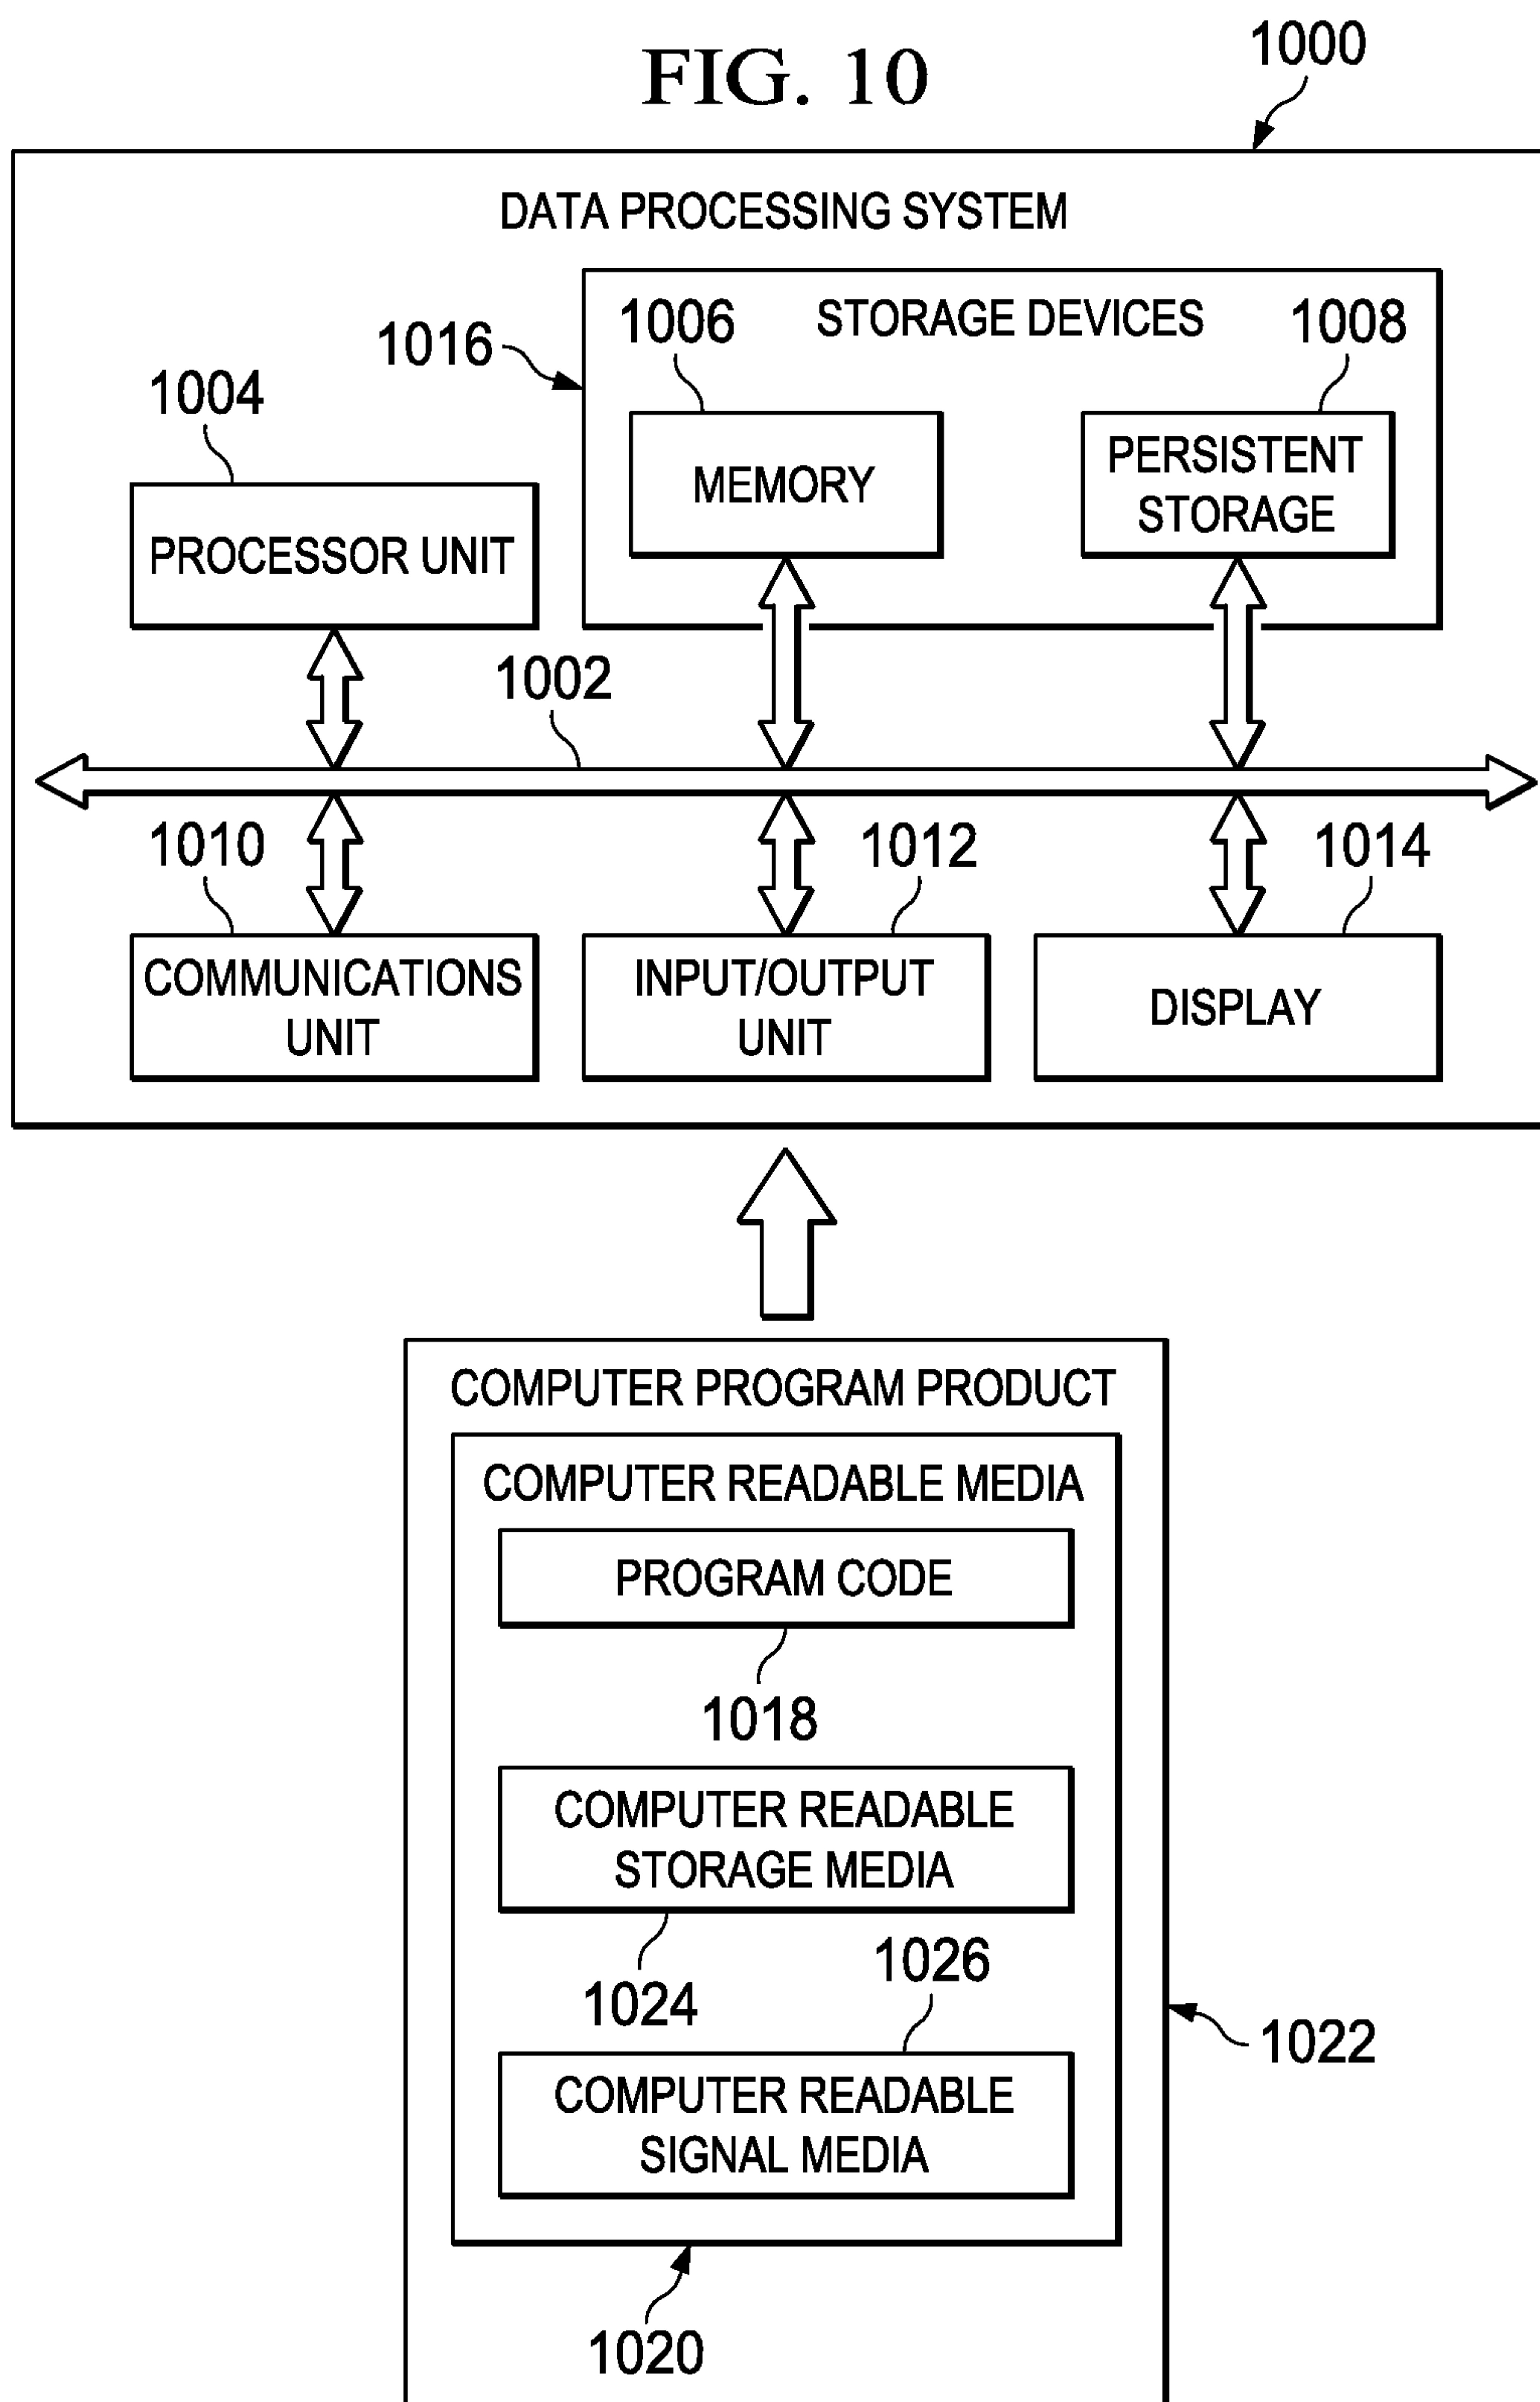 FIG. 10
1000
DATA PROCESSING SYSTEM
1016
1006
STORAGE DEVICES
1008
1004
MEMORY
PERSISTENT
STORAGE
PROCESSOR UNIT
1002
1010
1012
1014
COMMUNICATIONS
UNIT
INPUT/OUTPUT
UNIT
DISPLAY
COMPUTER PROGRAM PRODUCT
COMPUTER READABLE MEDIA
PROGRAM CODE
1018
COMPUTER READABLE
STORAGE MEDIA
1024
1026
COMPUTER READABLE
SIGNAL MEDIA
1022
1020